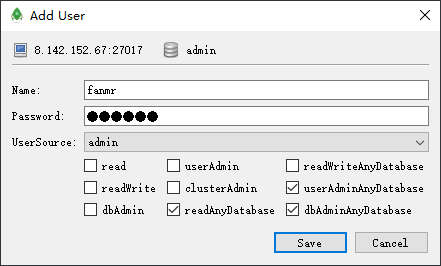 Add User
8.142.152.67:27017 admin
Name: fanmr
Password: ●●●●●●
UserSource: admin
read userAdmin readWriteAnyDatabase
readWrite clusterAdmin userAdminAnyDatabase
dbAdmin readAnyDatabase dbAdminAnyDatabase
Save Cancel